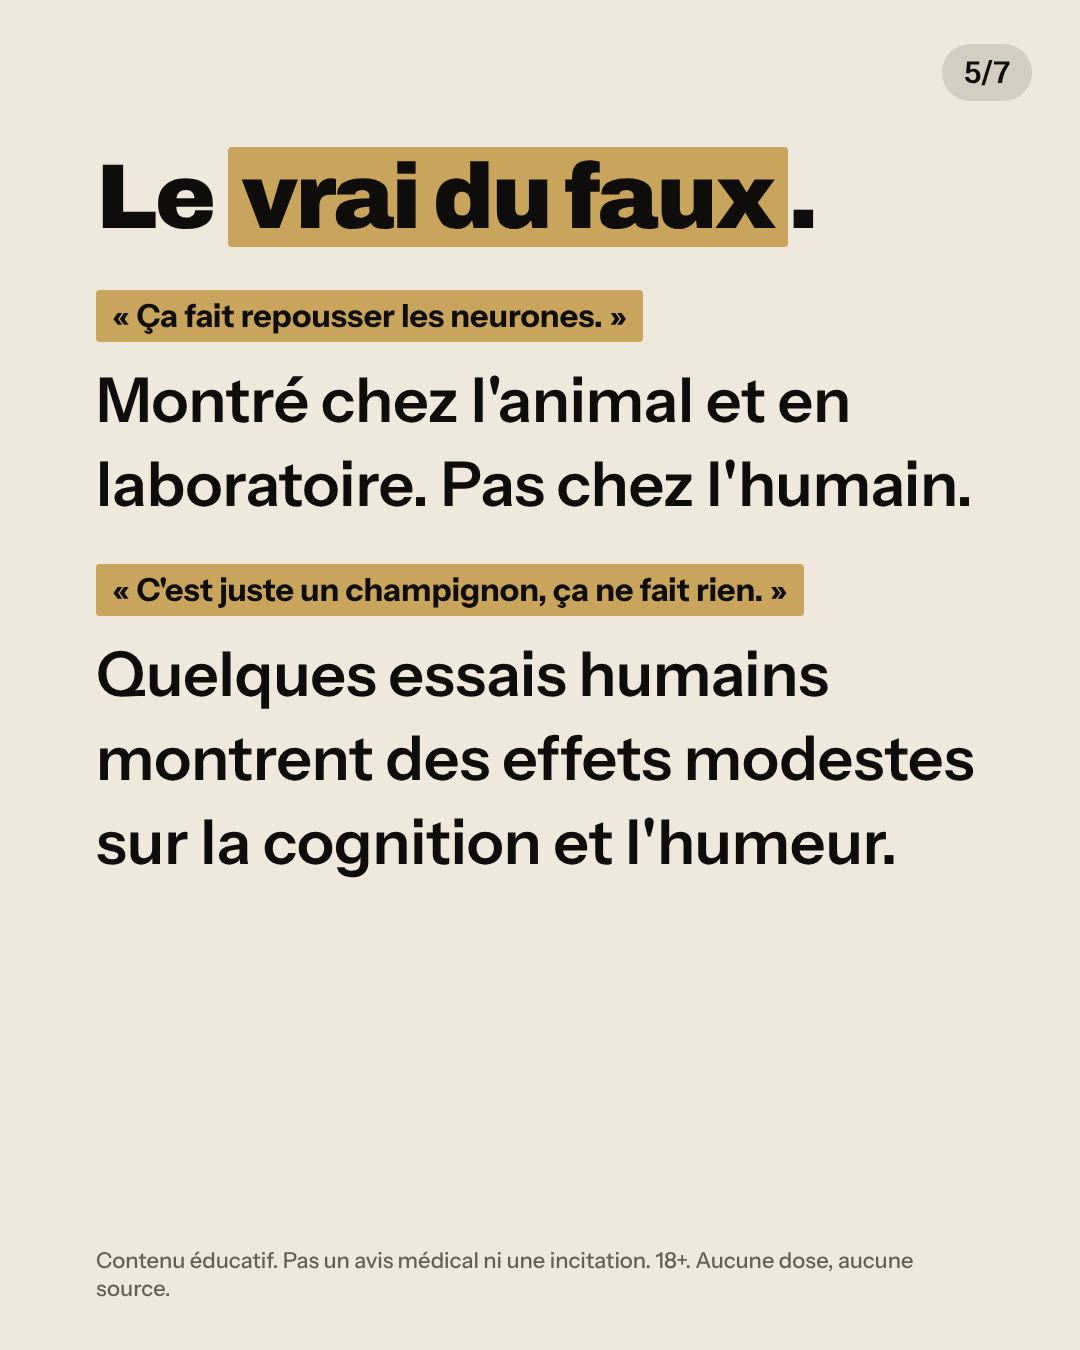 5/7
Le vrai du faux.
« Ça fait repousser les neurones. »
Montré chez l'animal et en
laboratoire. Pas chez l'humain.
« C'est juste un champignon, ça ne fait rien. »
Quelques essais humains
montrent des effets modestes
sur la cognition et l'humeur.
Contenu éducatif. Pas un avis médical ni une incitation. 18+. Aucune dose, aucune
source.